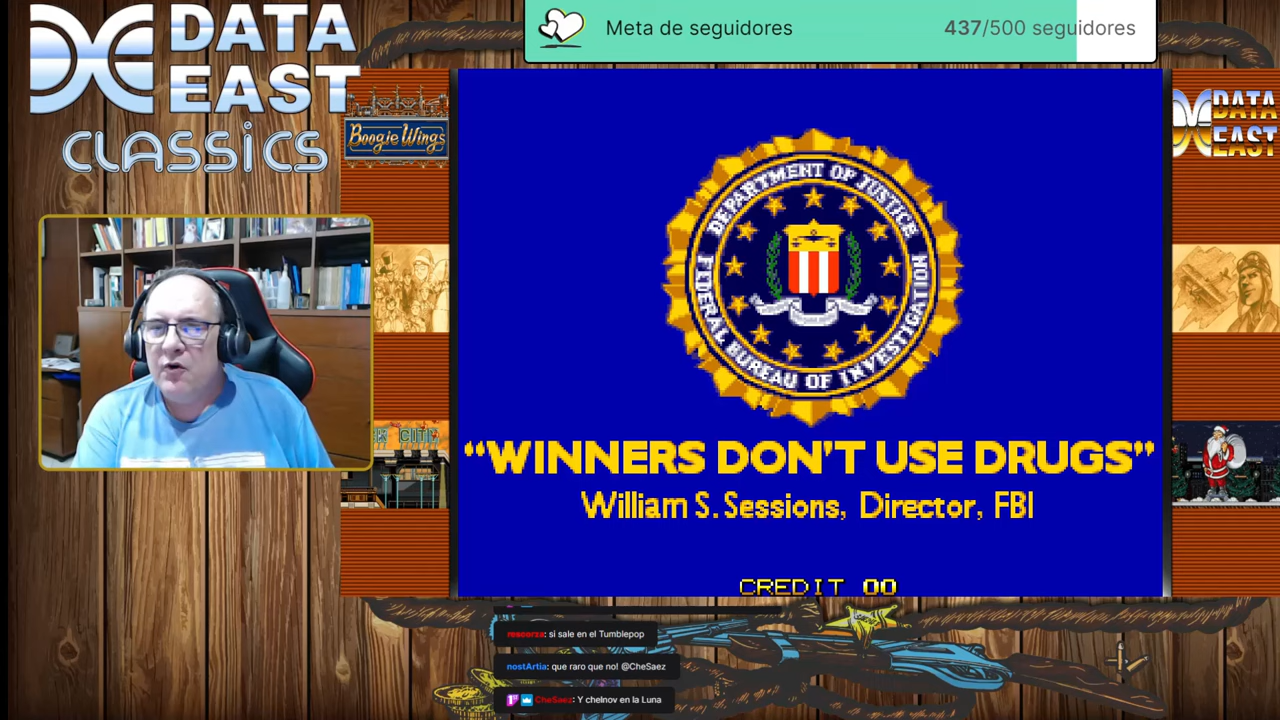 DATA
EAST
CLASSiCS
Meta de seguidores
437/500 seguidores
Boogie Wings
DATA
EAST
DEPARTMENT OF JUSTICE
FEDERAL BUREAU OF INVESTIGATION
"WINNERS DON'T USE DRUGS"
William S. Sessions, Director, FBI
CREDIT 00
rescorza: si sale en el Tumblepop
nostArtia: que raro que no! @CheSaez
CheSaez: Y chelnov en la Luna